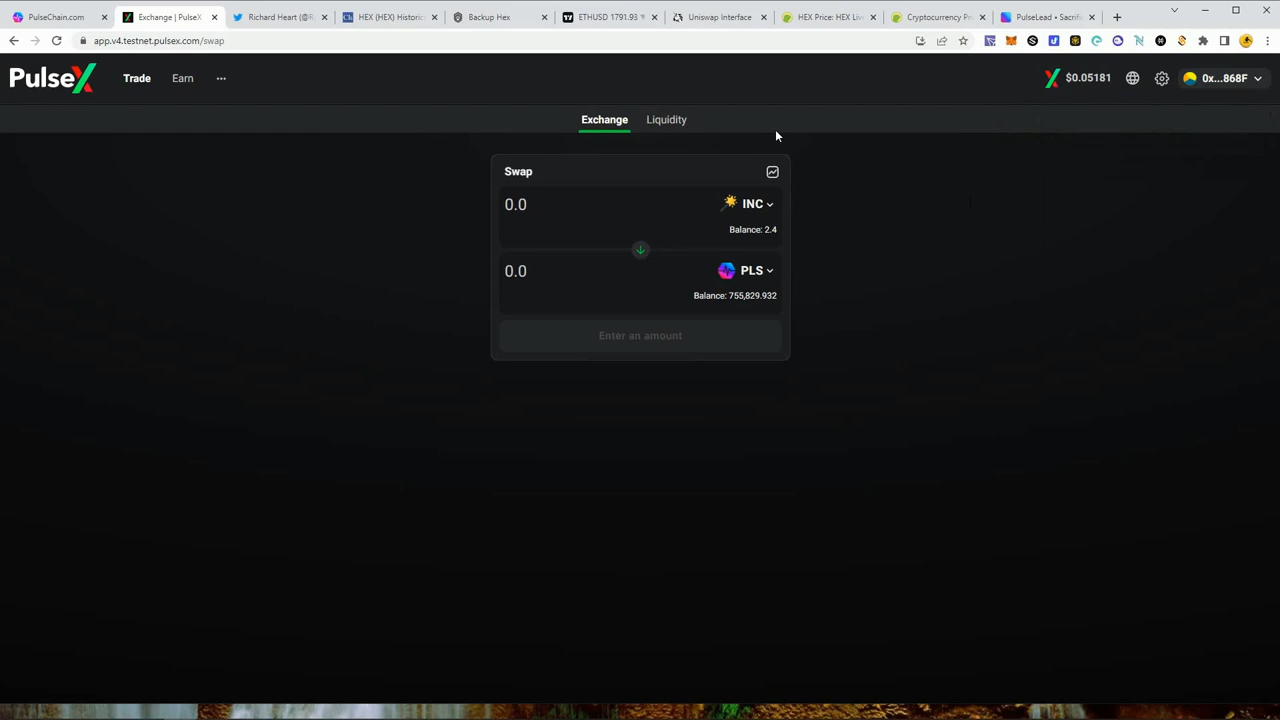 PulseChain.com
Exchange | PulseX
Richard Heart (@R
HEX (HEX) Historic
Backup Hex
ETHUSD 1791.93
Uniswap Interface
HEX Price: HEX Liv
Cryptocurrency Pr
PulseLead • Sacrifi
app.v4.testnet.pulsex.com/swap
PulseX
Trade
Earn
$0.05181
0x...868F
Exchange
Liquidity
Swap
0.0
INC
Balance: 2.4
0.0
PLS
Balance: 755,829.932
Enter an amount